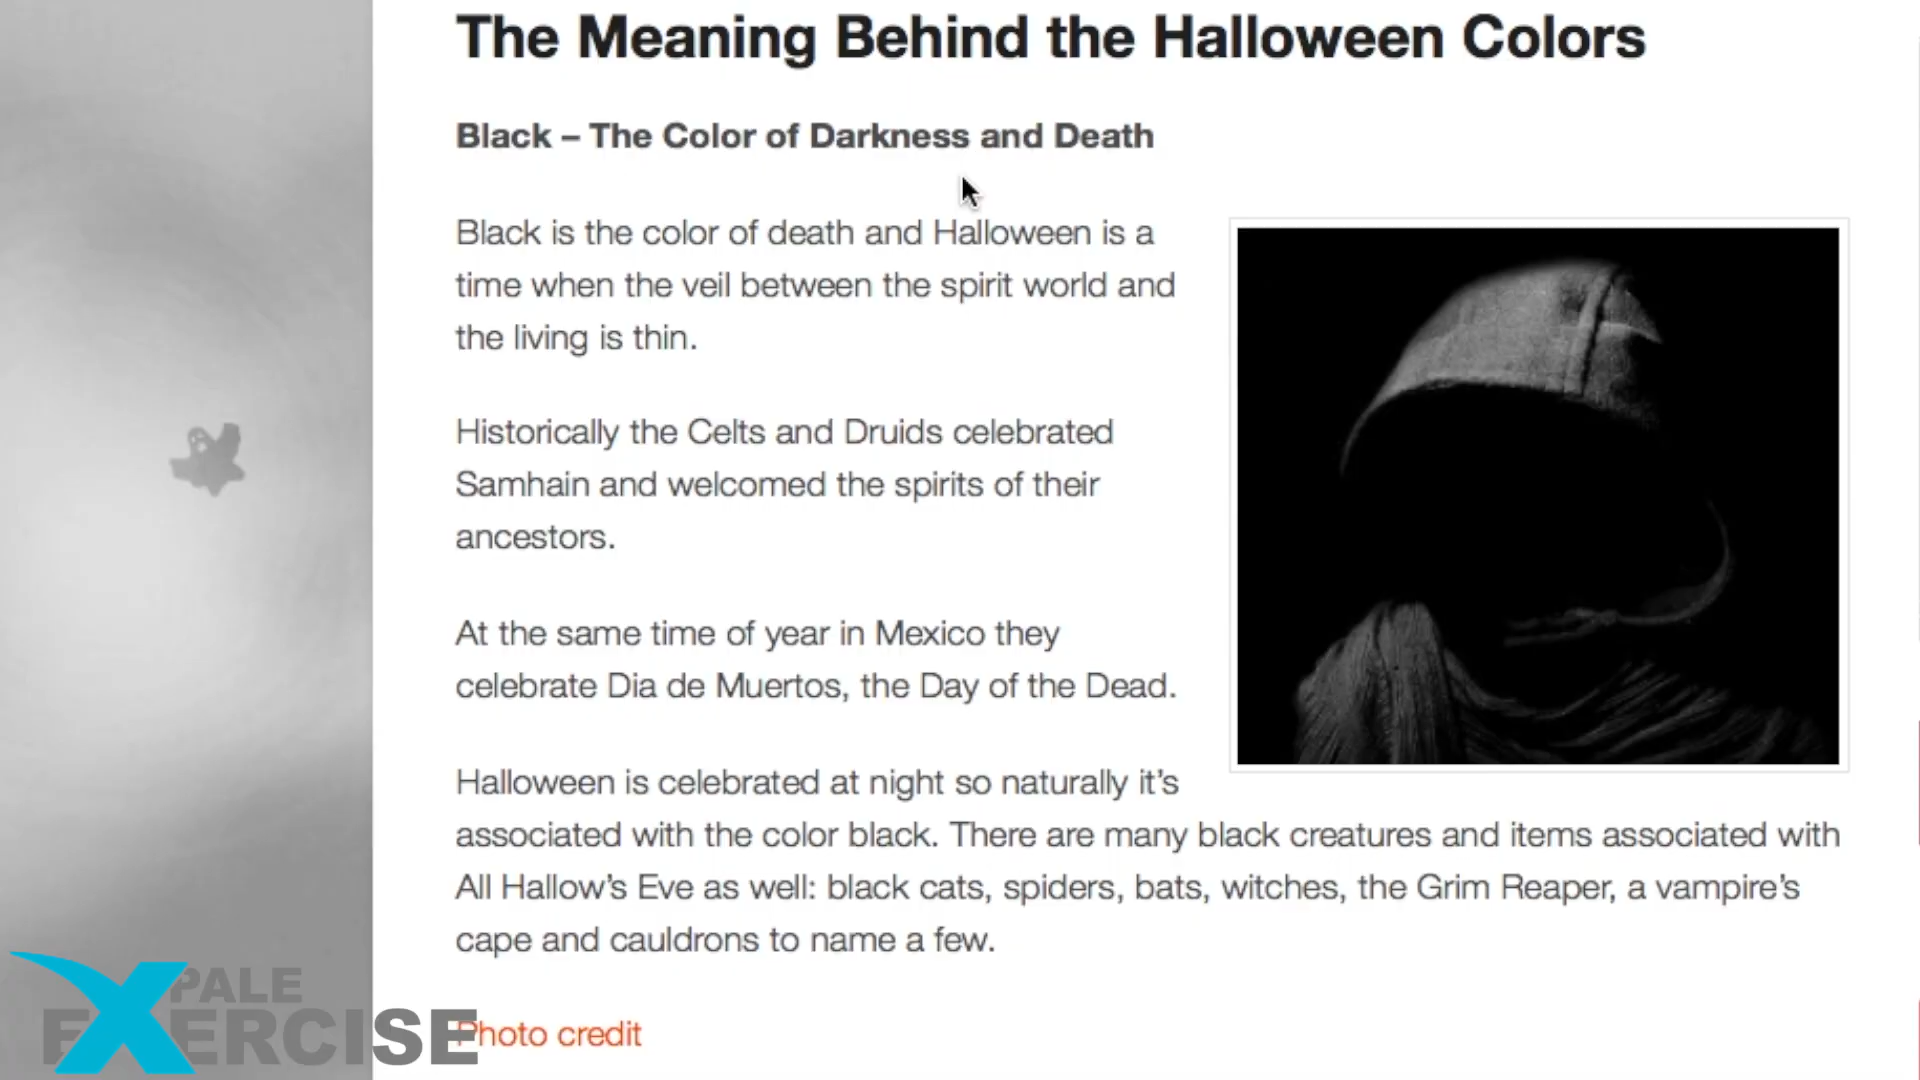 The Meaning Behind the Halloween Colors
Black – The Color of Darkness and Death
Black is the color of death and Halloween is a
time when the veil between the spirit world and
the living is thin.
Historically the Celts and Druids celebrated
Samhain and welcomed the spirits of their
ancestors.
At the same time of year in Mexico they
celebrate Dia de Muertos, the Day of the Dead.
Halloween is celebrated at night so naturally it’s
associated with the color black. There are many black creatures and items associated with
All Hallow’s Eve as well: black cats, spiders, bats, witches, the Grim Reaper, a vampire’s
cape and cauldrons to name a few.
Photo credit
PALE
EXERCISE